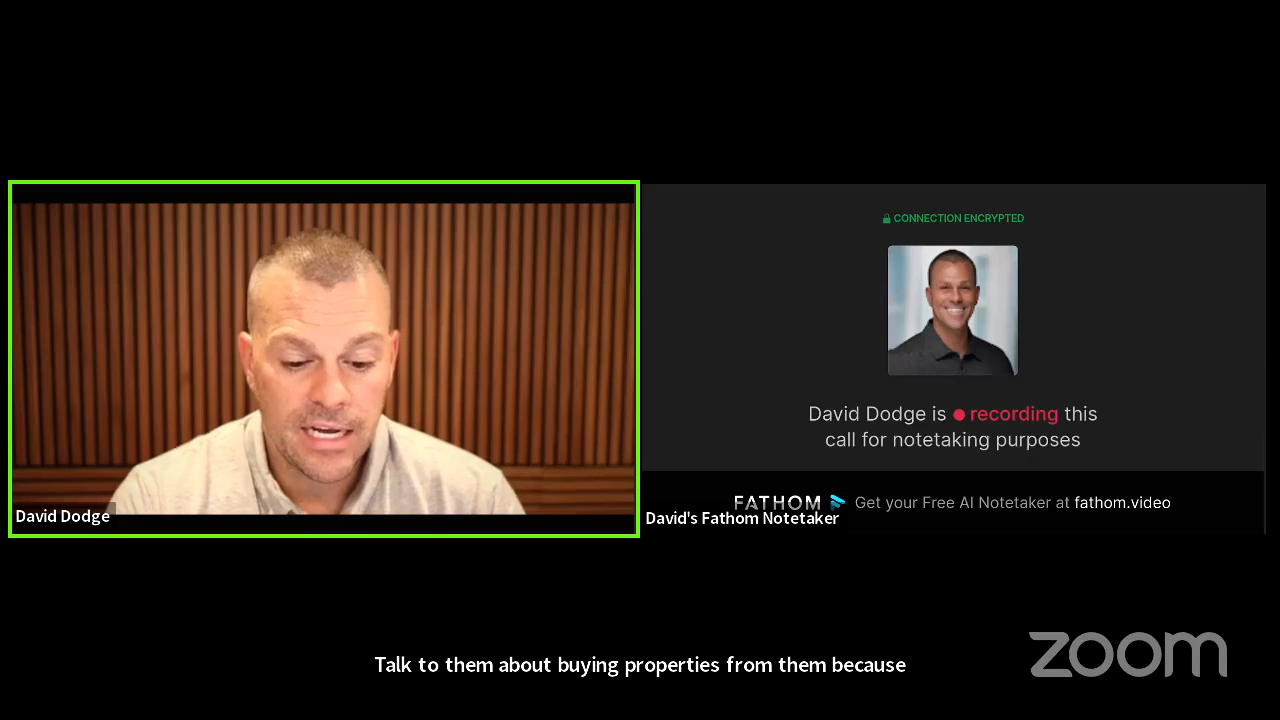 CONNECTION ENCRYPTED
David Dodge is recording this
call for notetaking purposes
FATHOM Get your Free AI Notetaker at fathom.video
David Dodge
David's Fathom Notetaker
Talk to them about buying properties from them because
zoom